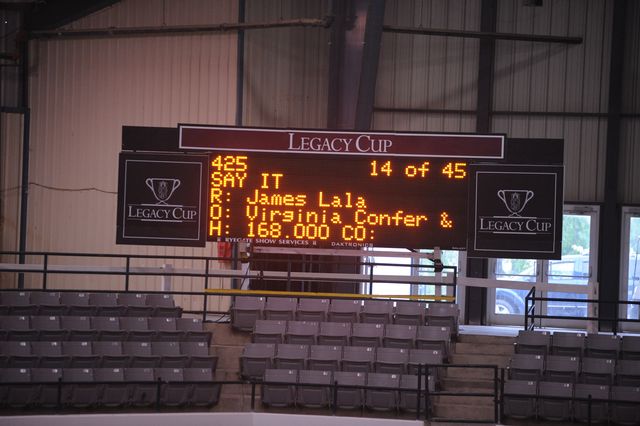 LEGACY CUP
425 14 of 45
SAY IT
R: James Lala
O: Virginia Confer &
H: 168.000 CO:
LEGACY CUP
LEGACY CUP
RYEGATE SHOW SERVICES DAKTRONICS